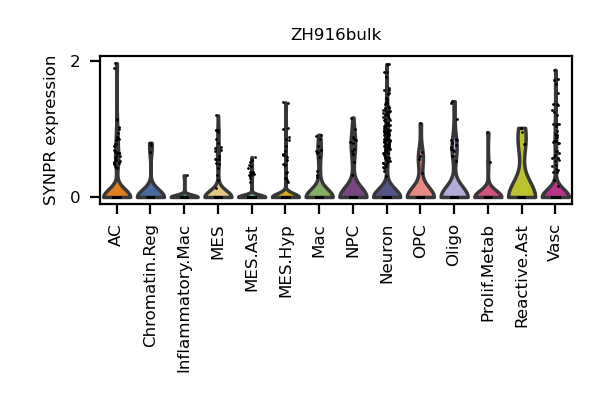 ZH916bulk
SYNPR expression
2
0
AC
Chromatin.Reg
Inflammatory.Mac
MES
MES.Ast
MES.Hyp
Mac
NPC
Neuron
OPC
Oligo
Prolif.Metab
Reactive.Ast
Vasc